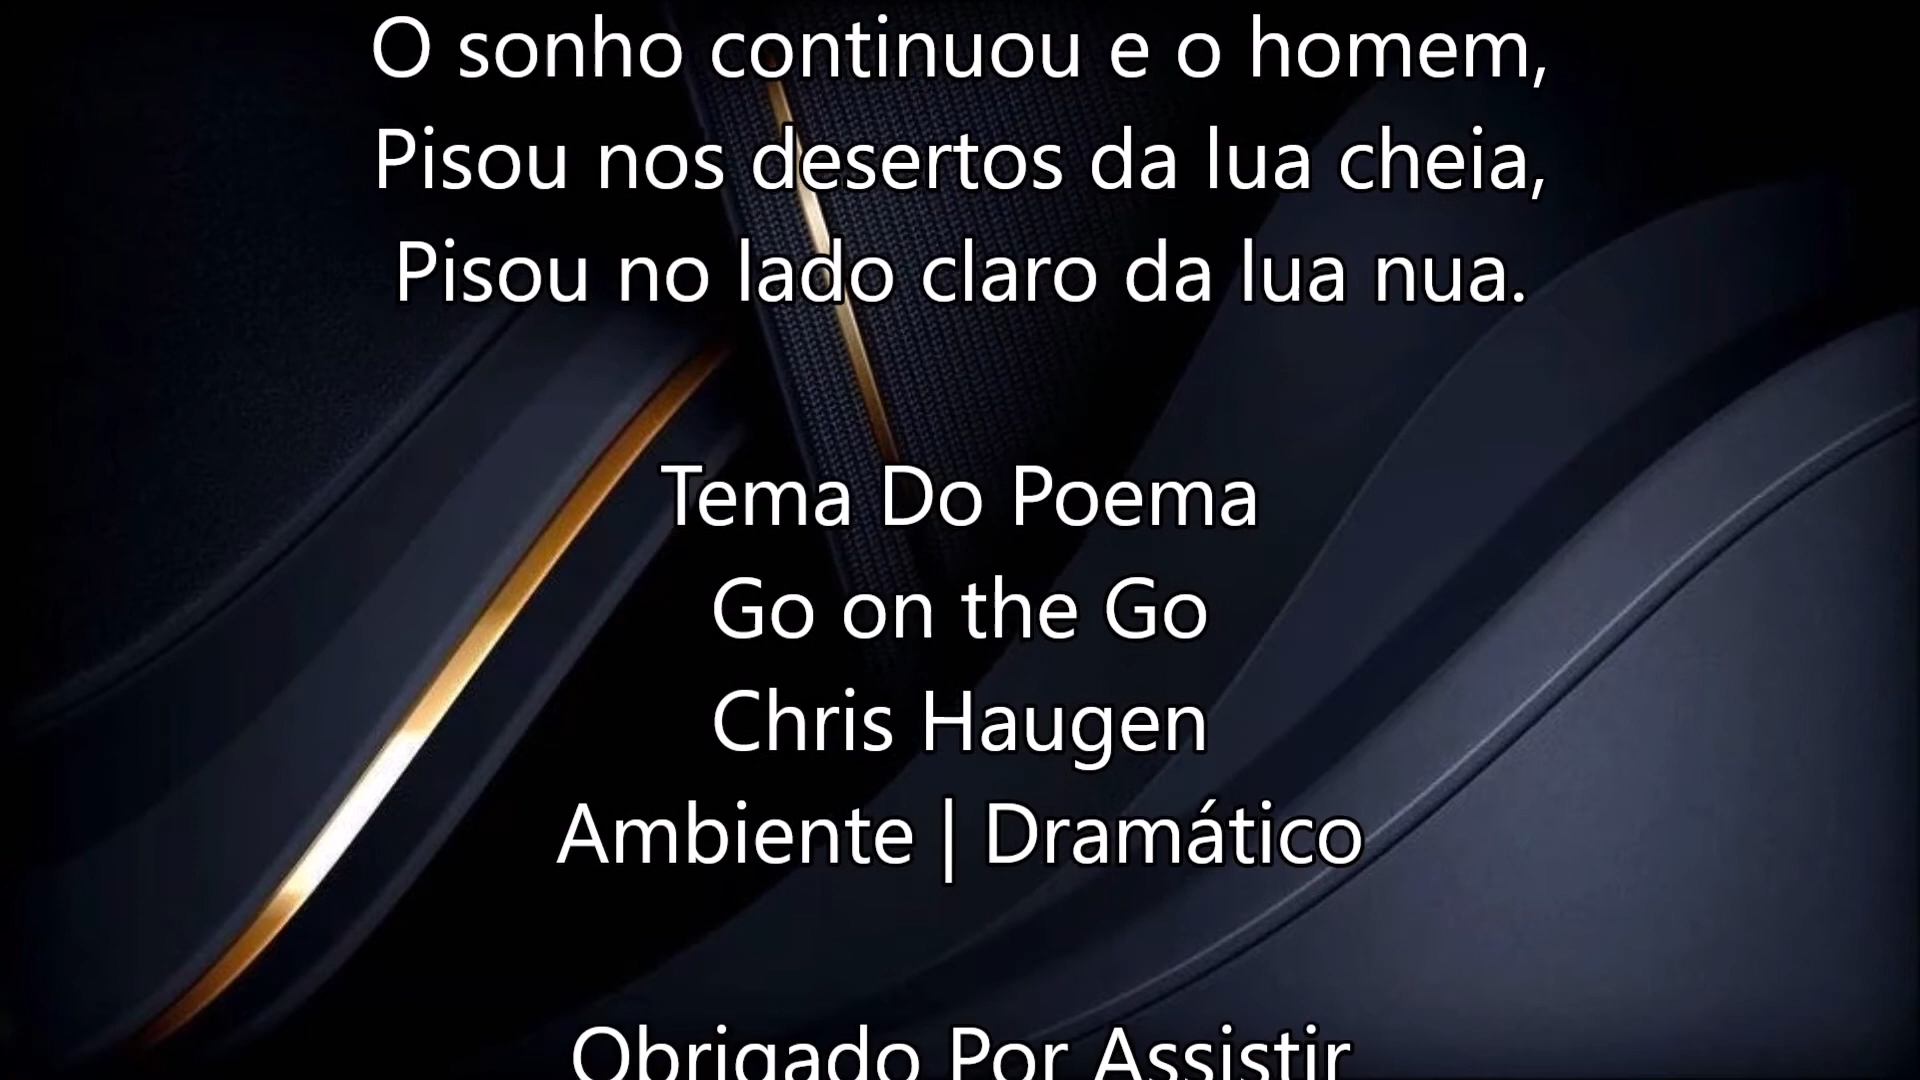 O sonho continuou e o homem,
Pisou nos desertos da lua cheia,
Pisou no lado claro da lua nua.
Tema Do Poema
Go on the Go
Chris Haugen
Ambiente | Dramático
Obrigado Por Assistir